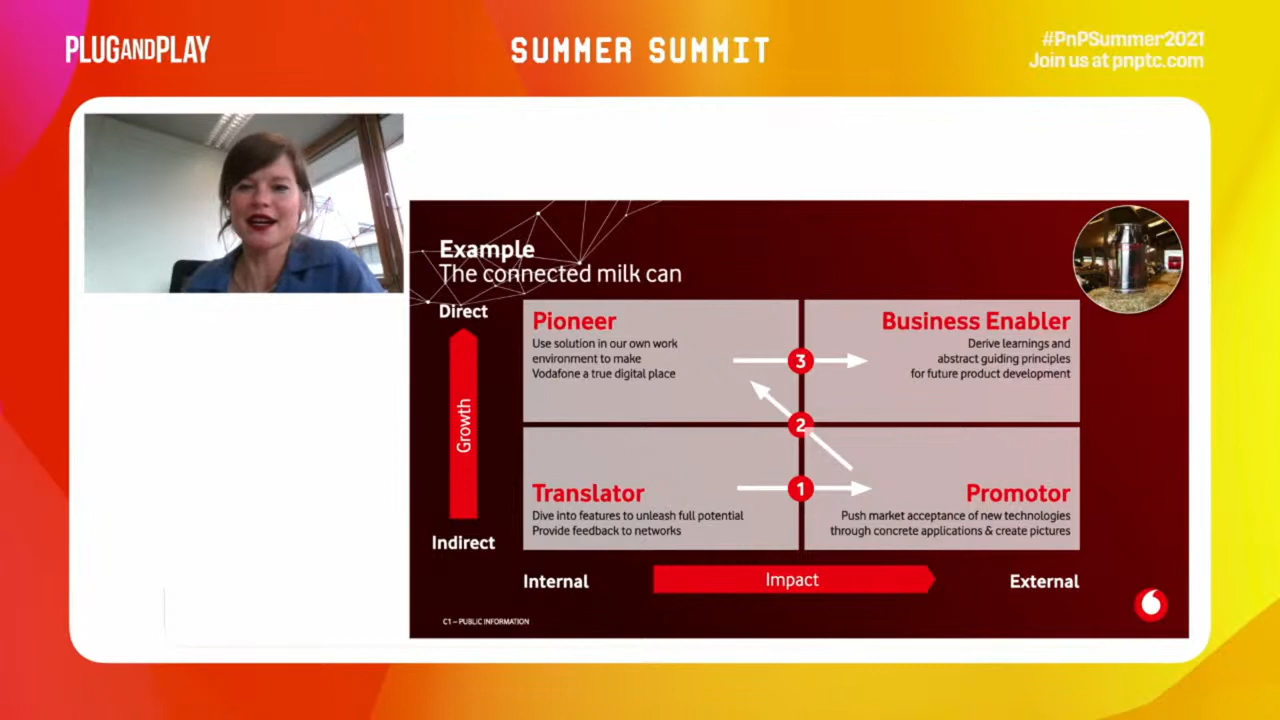 PLUGANDPLAY
SUMMER SUMMIT
#PnPSummer2021
Join us at pnptc.com
Example
The connected milk can
Direct
Growth
Indirect
Pioneer
Use solution in our own work
environment to make
Vodafone a true digital place
Business Enabler
Derive learnings and
abstract guiding principles
for future product development
3
2
1
Translator
Dive into features to unleash full potential
Provide feedback to networks
Promotor
Push market acceptance of new technologies
through concrete applications & create pictures
Internal
Impact
External
C1 – PUBLIC INFORMATION